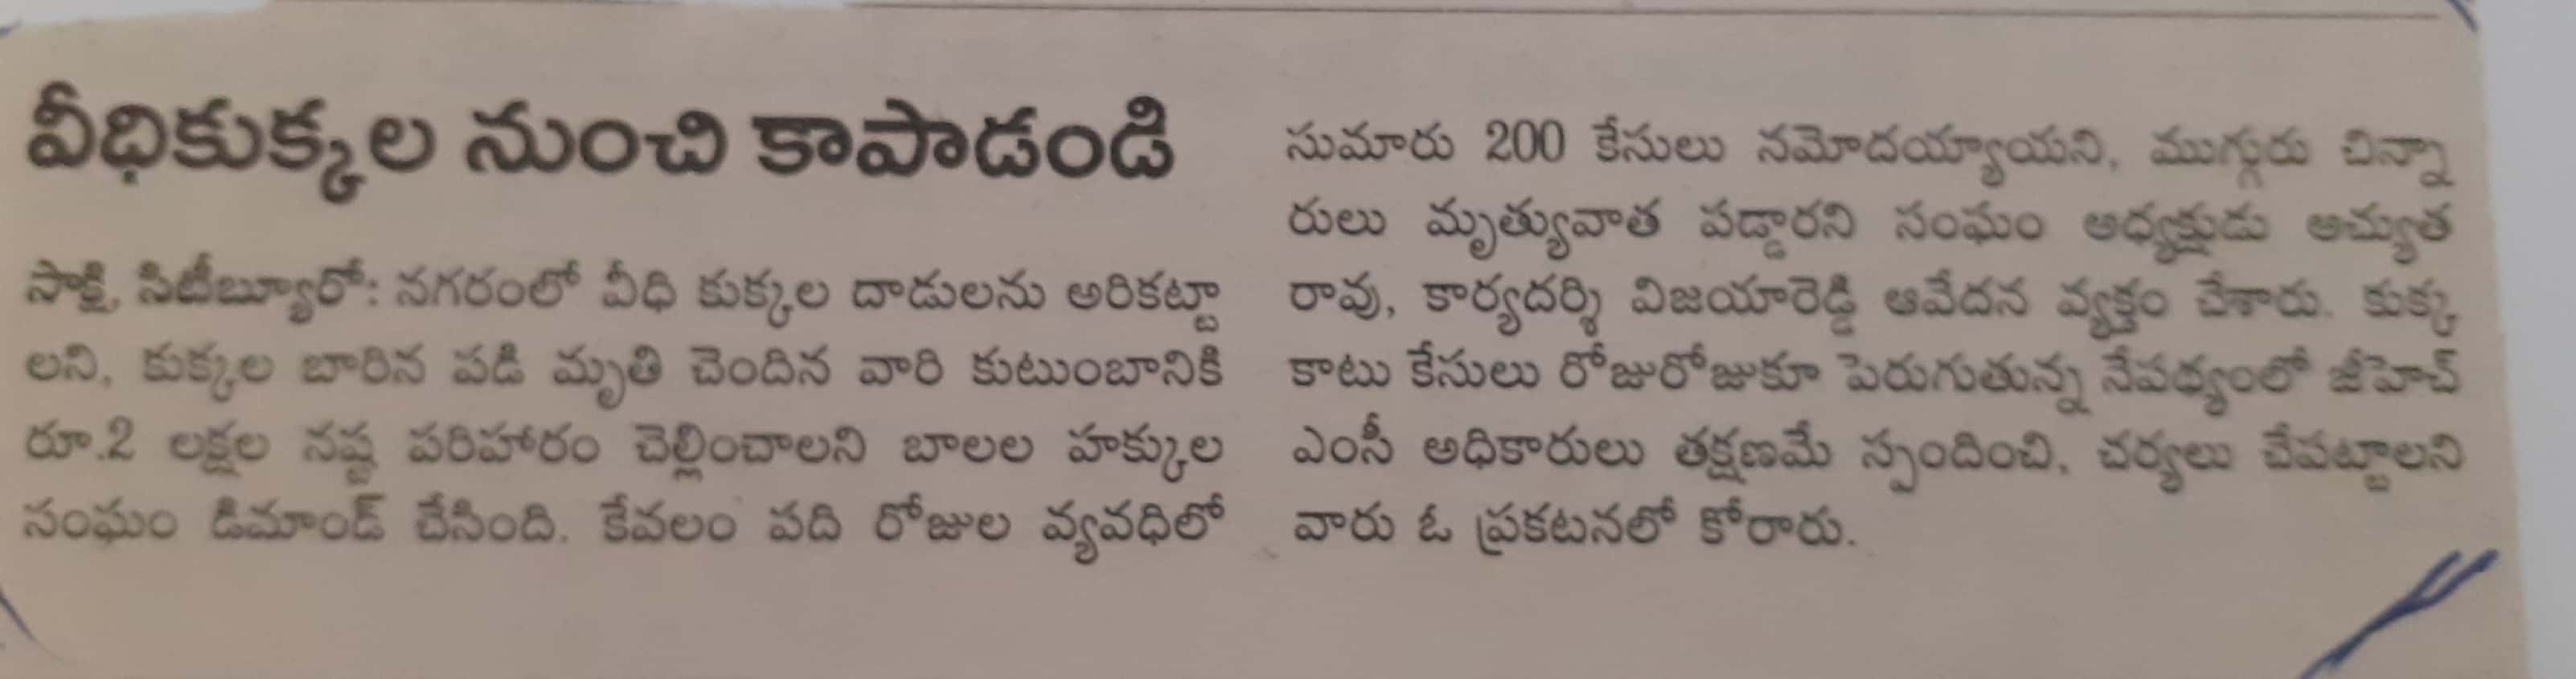 వీధికుక్కల నుంచి కాపాడండి
సాక్షి, సిటీబ్యూరో: నగరంలో వీధి కుక్కల దాడులను అరికట్టా
లని, కుక్కల బారిన పడి మృతి చెందిన వారి కుటుంబానికి
రూ.2 లక్షల నష్ట పరిహారం చెల్లించాలని బాలల హక్కుల
సంఘం డిమాండ్ చేసింది. కేవలం పది రోజుల వ్యవధిలో
సుమారు 200 కేసులు నమోదయ్యాయని, ముగ్గురు చిన్నా
రులు మృత్యువాత పడ్డారని సంఘం అధ్యక్షుడు అచ్యుత
రావు, కార్యదర్శి విజయారెడ్డి ఆవేదన వ్యక్తం చేశారు. కుక్క
కాటు కేసులు రోజురోజుకూ పెరుగుతున్న నేపథ్యంలో జీహెచ్
ఎంసీ అధికారులు తక్షణమే స్పందించి, చర్యలు చేపట్టాలని
వారు ఓ ప్రకటనలో కోరారు.